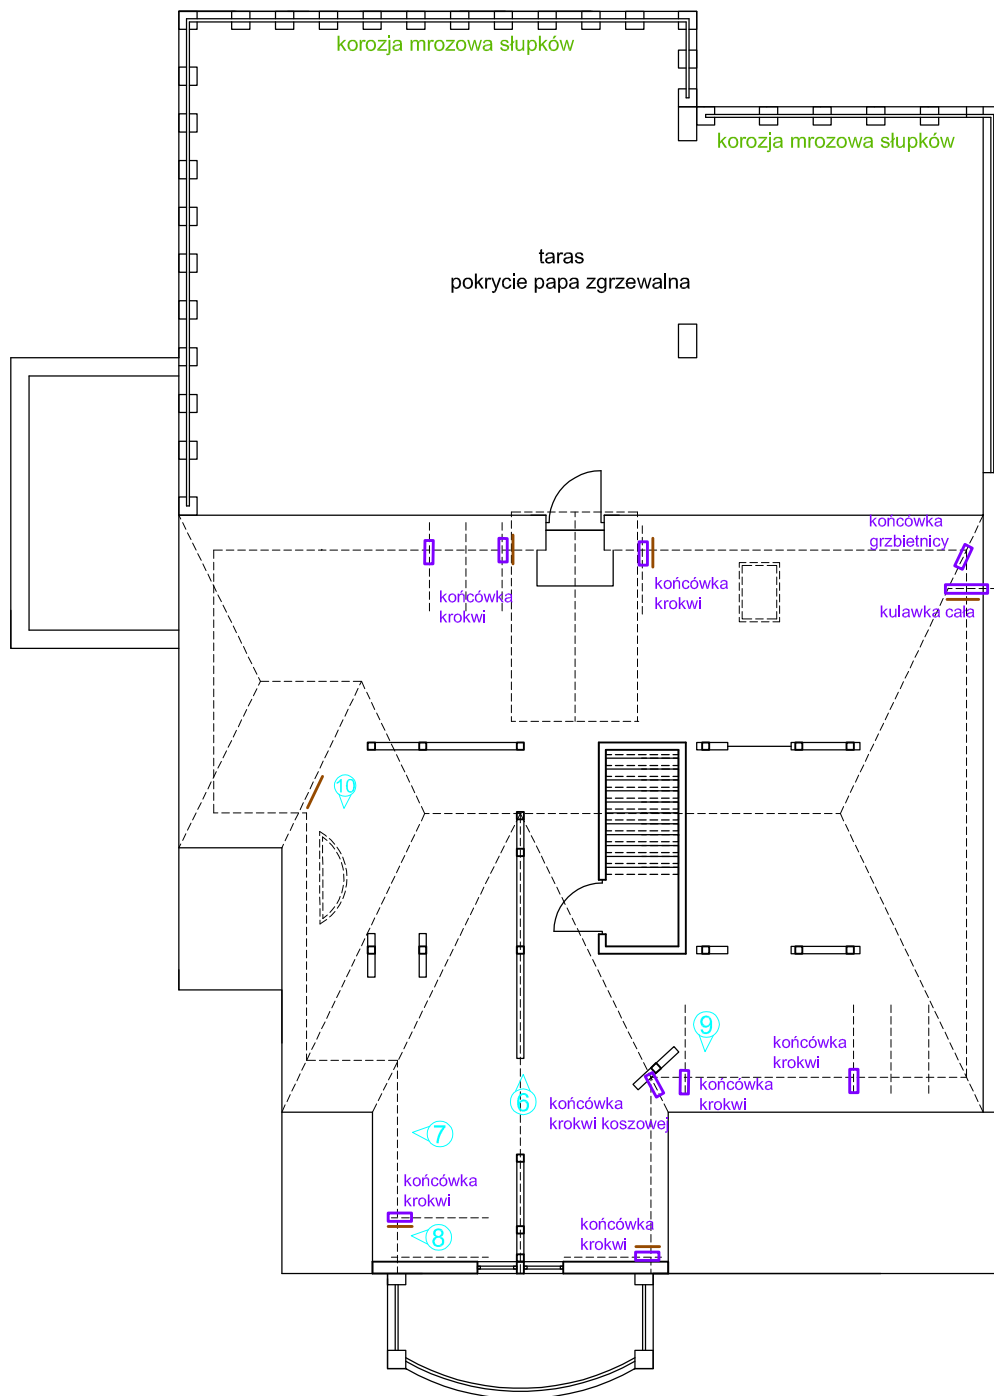 korozja mrozowa słupków
korozja mrozowa słupków
taras
pokrycie papa zgrzewalna
końcówka
grzbietnicy
końcówka
krokwi
końcówka
krokwi
kulawka cała
10
9
końcówka
krokwi
końcówka
krokwi
6
końcówka
krokwi koszowej
7
końcówka
krokwi
8
końcówka
krokwi